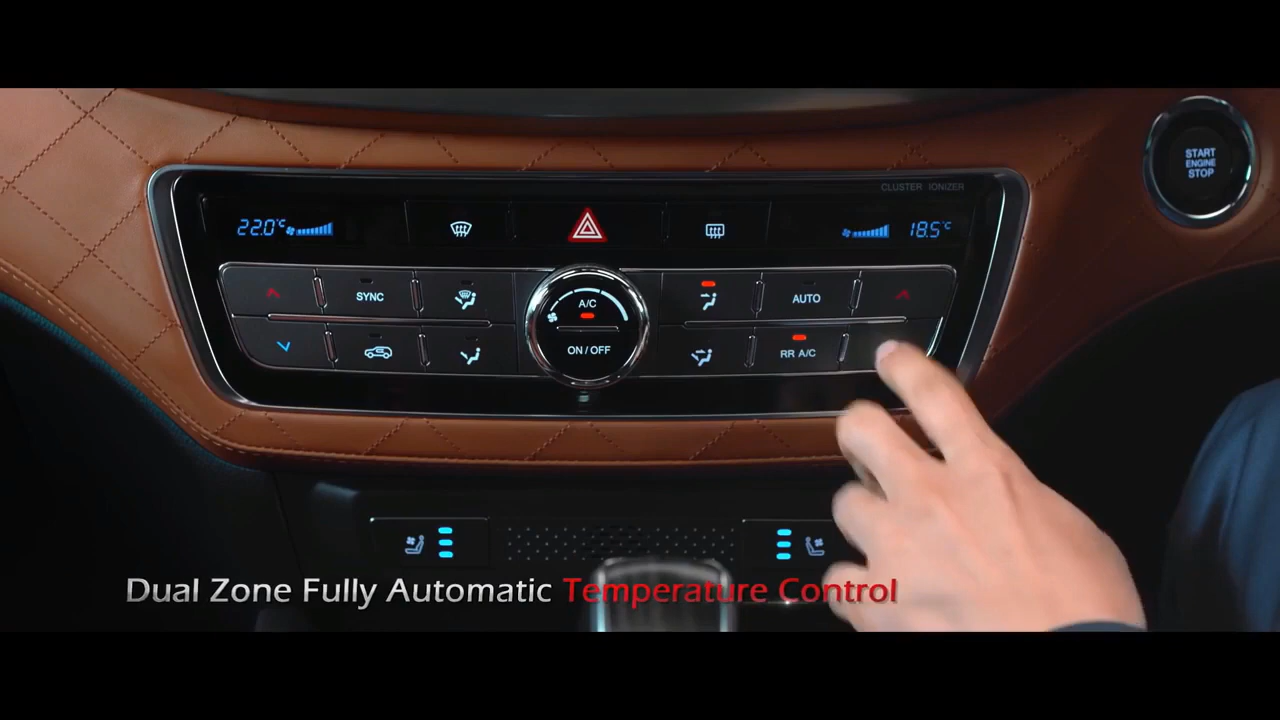 CLUSTER IONIZER
22.0°C
18.5°C
START
ENGINE
STOP
SYNC
A/C
AUTO
ON / OFF
RR A/C
Dual Zone Fully Automatic Temperature Control